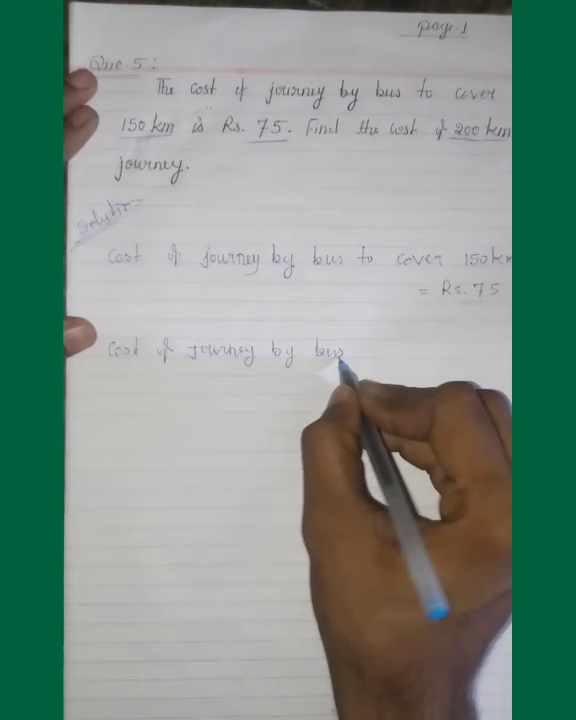 page-1
Que 5:
The cost of journey by bus to cover
150 km is Rs. 75. Find the cost of 200 km
journey.
Solution
Cost of journey by bus to cover 150km
= Rs. 75
Cost of journey by bus